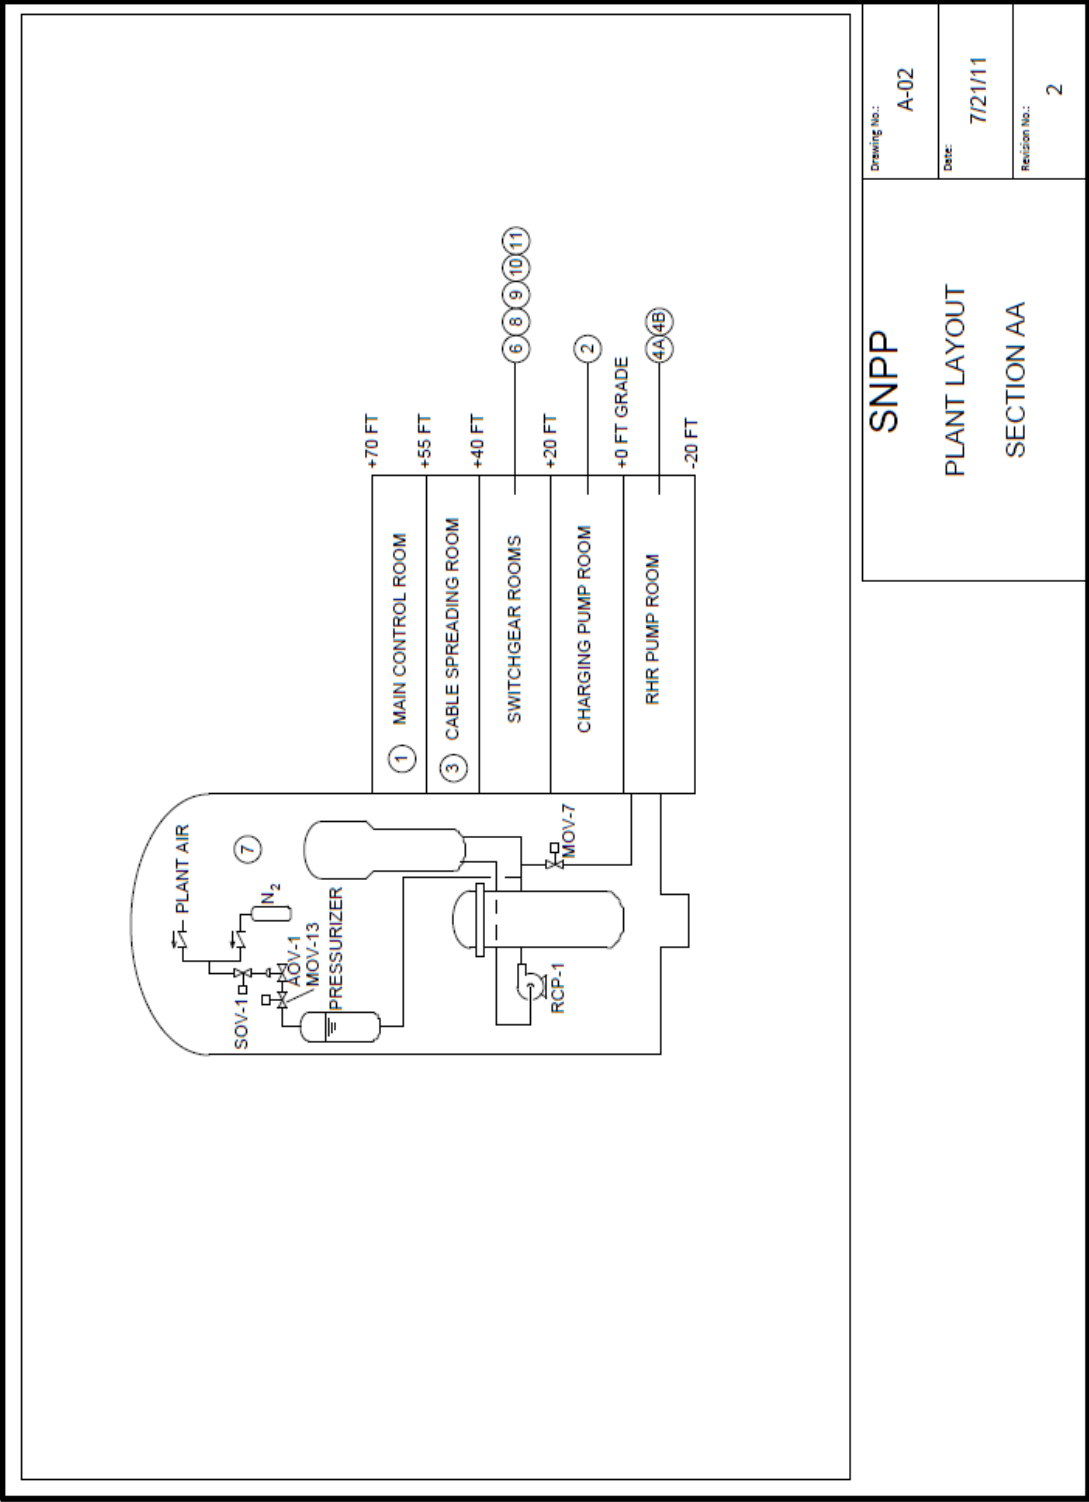 PLANT AIR
7
N2
SOV-1
AOV-1
MOV-13
PRESSURIZER
RCP-1
MOV-7
1 MAIN CONTROL ROOM
3 CABLE SPREADING ROOM
SWITCHGEAR ROOMS
CHARGING PUMP ROOM
RHR PUMP ROOM
+70 FT
+55 FT
+40 FT
+20 FT
+0 FT GRADE
-20 FT
6 8 9 10 11
2
4A 4B
SNPP
PLANT LAYOUT
SECTION AA
Drawing No.:
A-02
Date:
7/21/11
Revision No.:
2